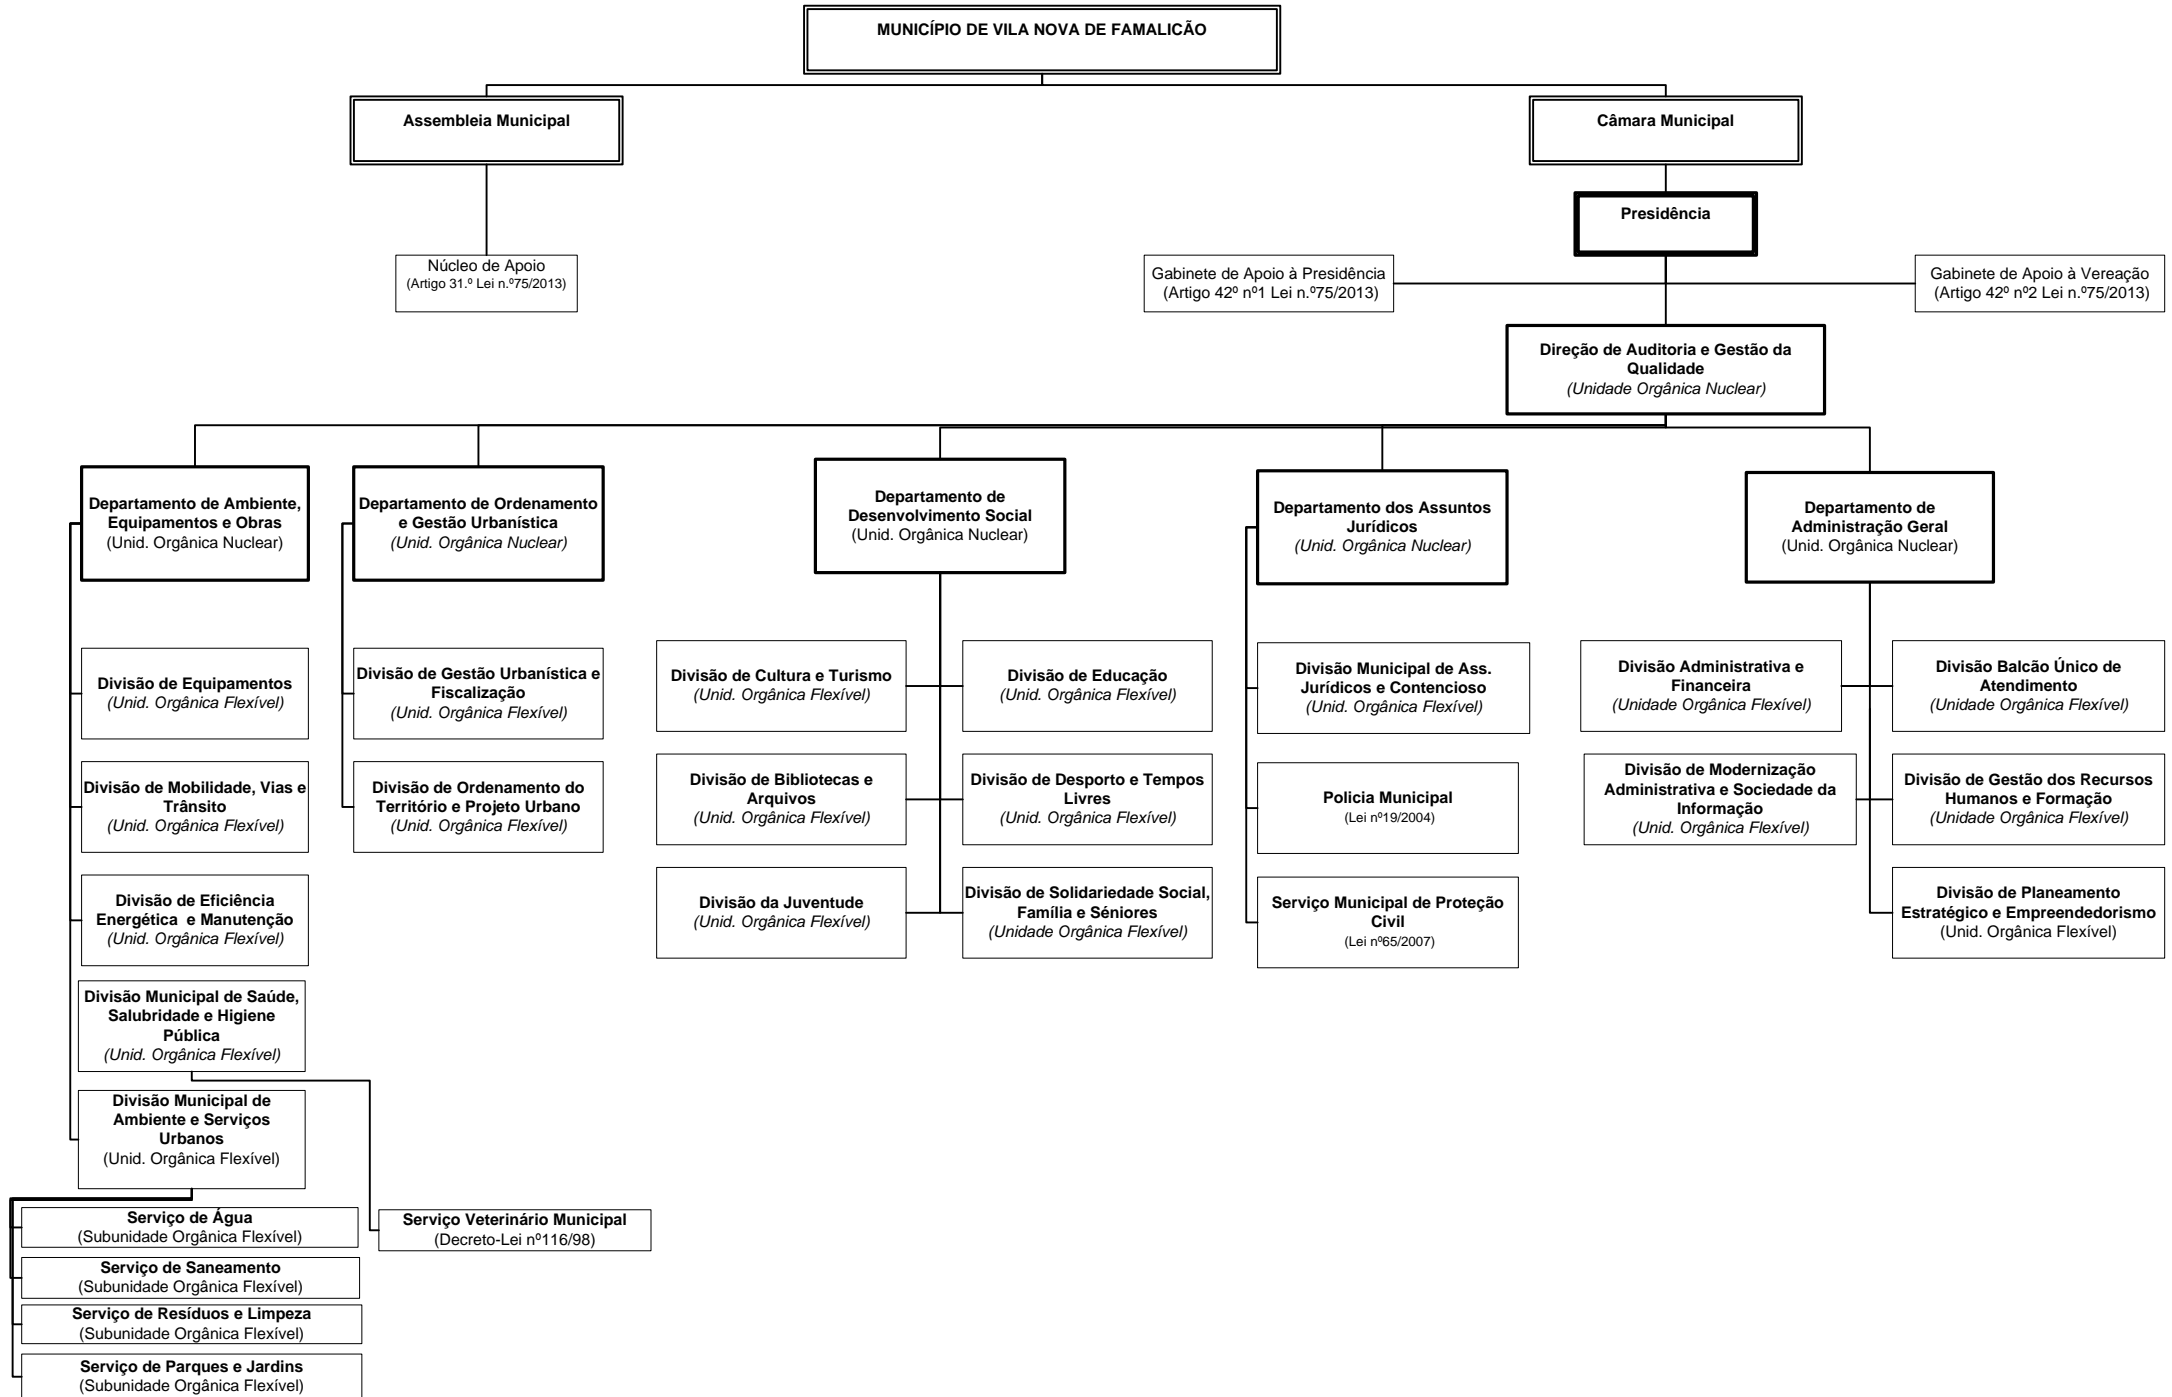 MUNICÍPIO DE VILA NOVA DE FAMALICÃO
Assembleia Municipal
Câmara Municipal
Presidência
Núcleo de Apoio
(Artigo 31.º Lei n.º75/2013)
Gabinete de Apoio à Presidência
(Artigo 42º nº1 Lei n.º75/2013)
Gabinete de Apoio à Vereação
(Artigo 42º nº2 Lei n.º75/2013)
Direção de Auditoria e Gestão da
Qualidade
(Unidade Orgânica Nuclear)
Departamento de Ambiente,
Equipamentos e Obras
(Unid. Orgânica Nuclear)
Departamento de Ordenamento
e Gestão Urbanística
(Unid. Orgânica Nuclear)
Departamento de
Desenvolvimento Social
(Unid. Orgânica Nuclear)
Departamento dos Assuntos
Jurídicos
(Unid. Orgânica Nuclear)
Departamento de
Administração Geral
(Unid. Orgânica Nuclear)
Divisão de Equipamentos
(Unid. Orgânica Flexível)
Divisão de Gestão Urbanística e
Fiscalização
(Unid. Orgânica Flexível)
Divisão de Cultura e Turismo
(Unid. Orgânica Flexível)
Divisão de Educação
(Unid. Orgânica Flexível)
Divisão Municipal de Ass.
Jurídicos e Contencioso
(Unid. Orgânica Flexível)
Divisão Administrativa e
Financeira
(Unidade Orgânica Flexível)
Divisão Balcão Único de
Atendimento
(Unidade Orgânica Flexível)
Divisão de Mobilidade, Vias e
Trânsito
(Unid. Orgânica Flexível)
Divisão de Ordenamento do
Território e Projeto Urbano
(Unid. Orgânica Flexível)
Divisão de Bibliotecas e
Arquivos
(Unid. Orgânica Flexível)
Divisão de Desporto e Tempos
Livres
(Unid. Orgânica Flexível)
Policia Municipal
(Lei nº19/2004)
Divisão de Modernização
Administrativa e Sociedade da
Informação
(Unid. Orgânica Flexível)
Divisão de Gestão dos Recursos
Humanos e Formação
(Unidade Orgânica Flexível)
Divisão de Eficiência
Energética e Manutenção
(Unid. Orgânica Flexível)
Divisão da Juventude
(Unid. Orgânica Flexível)
Divisão de Solidariedade Social,
Família e Séniores
(Unidade Orgânica Flexível)
Serviço Municipal de Proteção
Civil
(Lei nº65/2007)
Divisão de Planeamento
Estratégico e Empreendedorismo
(Unid. Orgânica Flexível)
Divisão Municipal de Saúde,
Salubridade e Higiene
Pública
(Unid. Orgânica Flexível)
Divisão Municipal de
Ambiente e Serviços
Urbanos
(Unid. Orgânica Flexível)
Serviço de Água
(Subunidade Orgânica Flexível)
Serviço Veterinário Municipal
(Decreto-Lei nº116/98)
Serviço de Saneamento
(Subunidade Orgânica Flexível)
Serviço de Resíduos e Limpeza
(Subunidade Orgânica Flexível)
Serviço de Parques e Jardins
(Subunidade Orgânica Flexível)